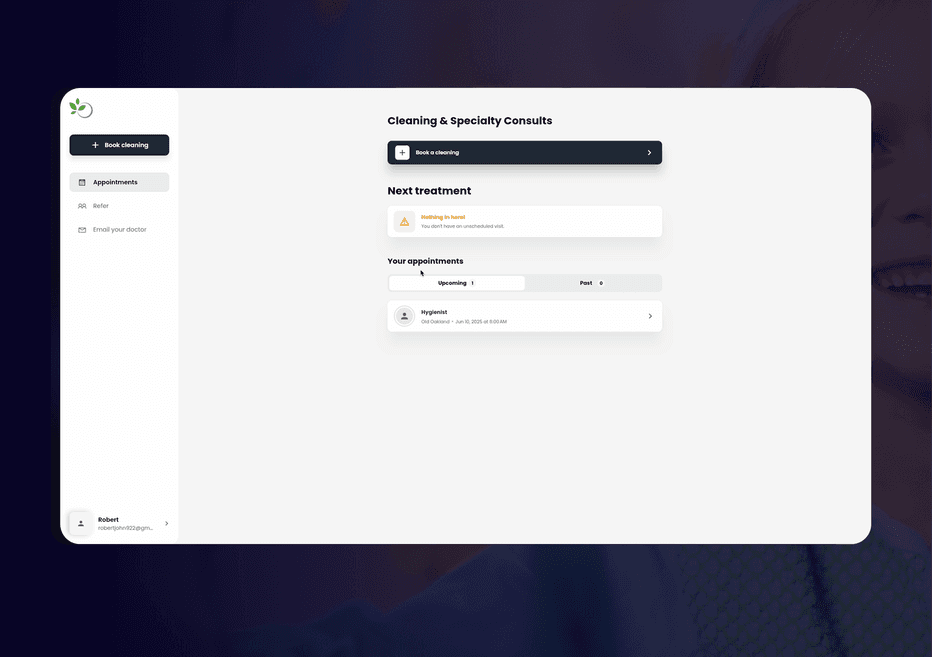 Book cleaning
Appointments
Refer
Email your doctor
Robert
robertjohn922@gm...
Cleaning & Specialty Consults
Book a cleaning
Next treatment
Nothing in here!
You don't have an unscheduled visit.
Your appointments
Upcoming 1
Past 0
Hygienist
Old Oakland - Jun 10, 2025 at 8:00 AM